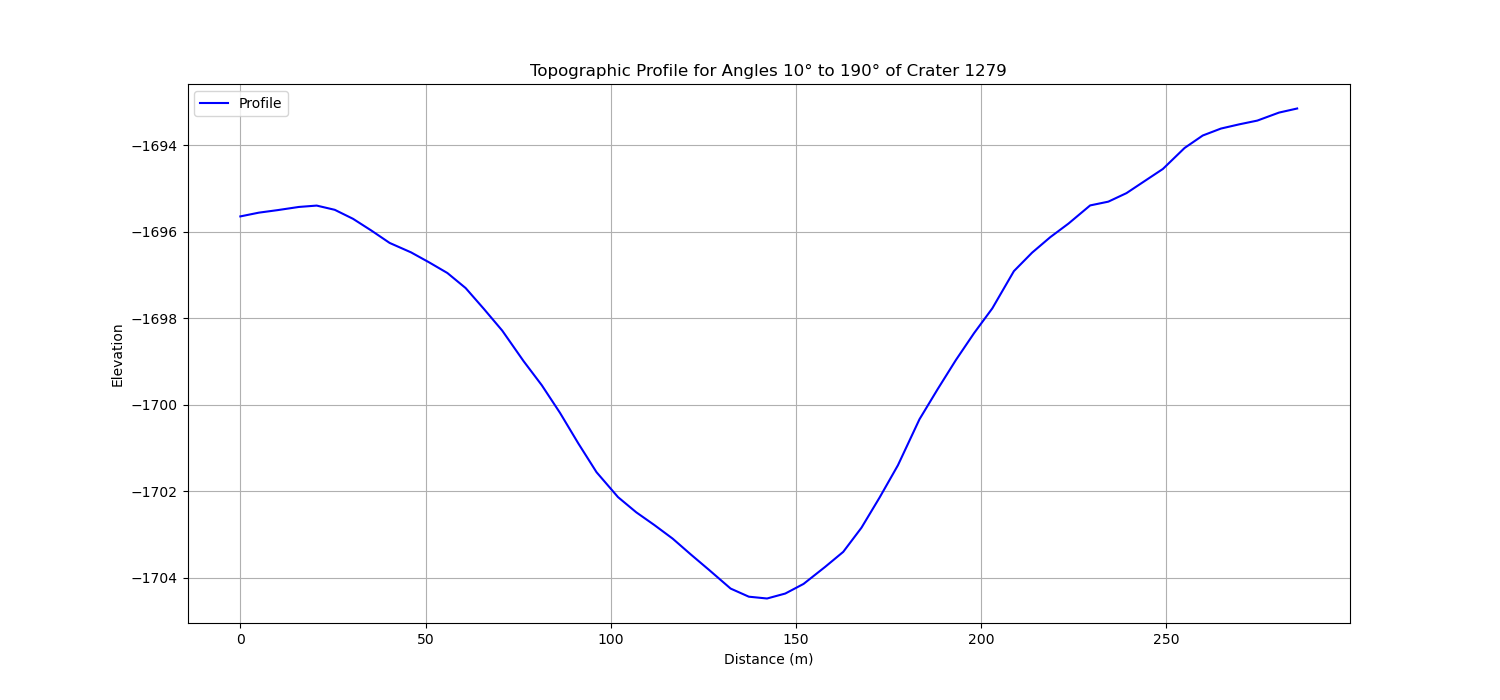 Topographic Profile for Angles 10° to 190° of Crater 1279
Profile
Elevation
−1694
−1696
−1698
−1700
−1702
−1704
0 50 100 150 200 250
Distance (m)